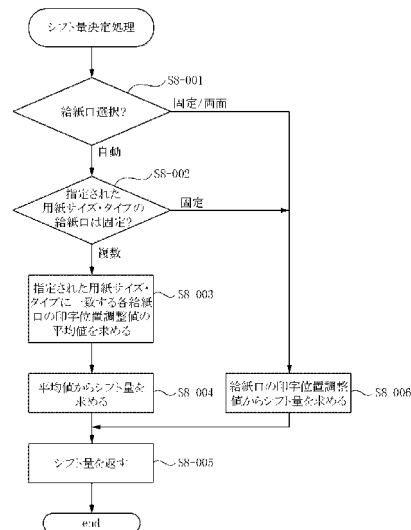 シフト量決定処理
S8-001
給紙口選択?
固定/両面
自動
S8-002
指定された
用紙サイズ・タイプの
給紙口は固定?
固定
複数
指定された用紙サイズ・
タイプに一致する各給紙
口の印字位置調整値の
平均値を求める
S8-003
平均値からシフト量を
求める
S8-004
給紙口の印字位置調整
値からシフト量を求める
S8-006
シフト量を返す
S8-005
end